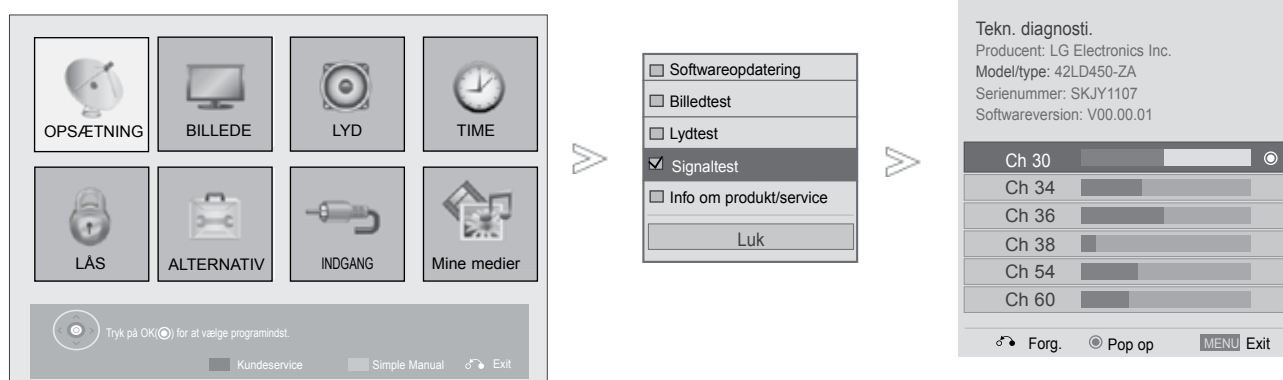 OPSÆTNING
BILLEDE
LYD
TIME
LÅS
ALTERNATIV
INDGANG
Mine medier
Tryk på OK(◉) for at vælge programindst.
Kundeservice
Simple Manual
Exit
Softwareopdatering
Billedtest
Lydtest
Signaltest
Info om produkt/service
Luk
Tekn. diagnosti.
Producent: LG Electronics Inc.
Model/type: 42LD450-ZA
Serienummer: SKJY1107
Softwareversion: V00.00.01
Ch 30
Ch 34
Ch 36
Ch 38
Ch 54
Ch 60
Forg.
Pop op
MENU Exit